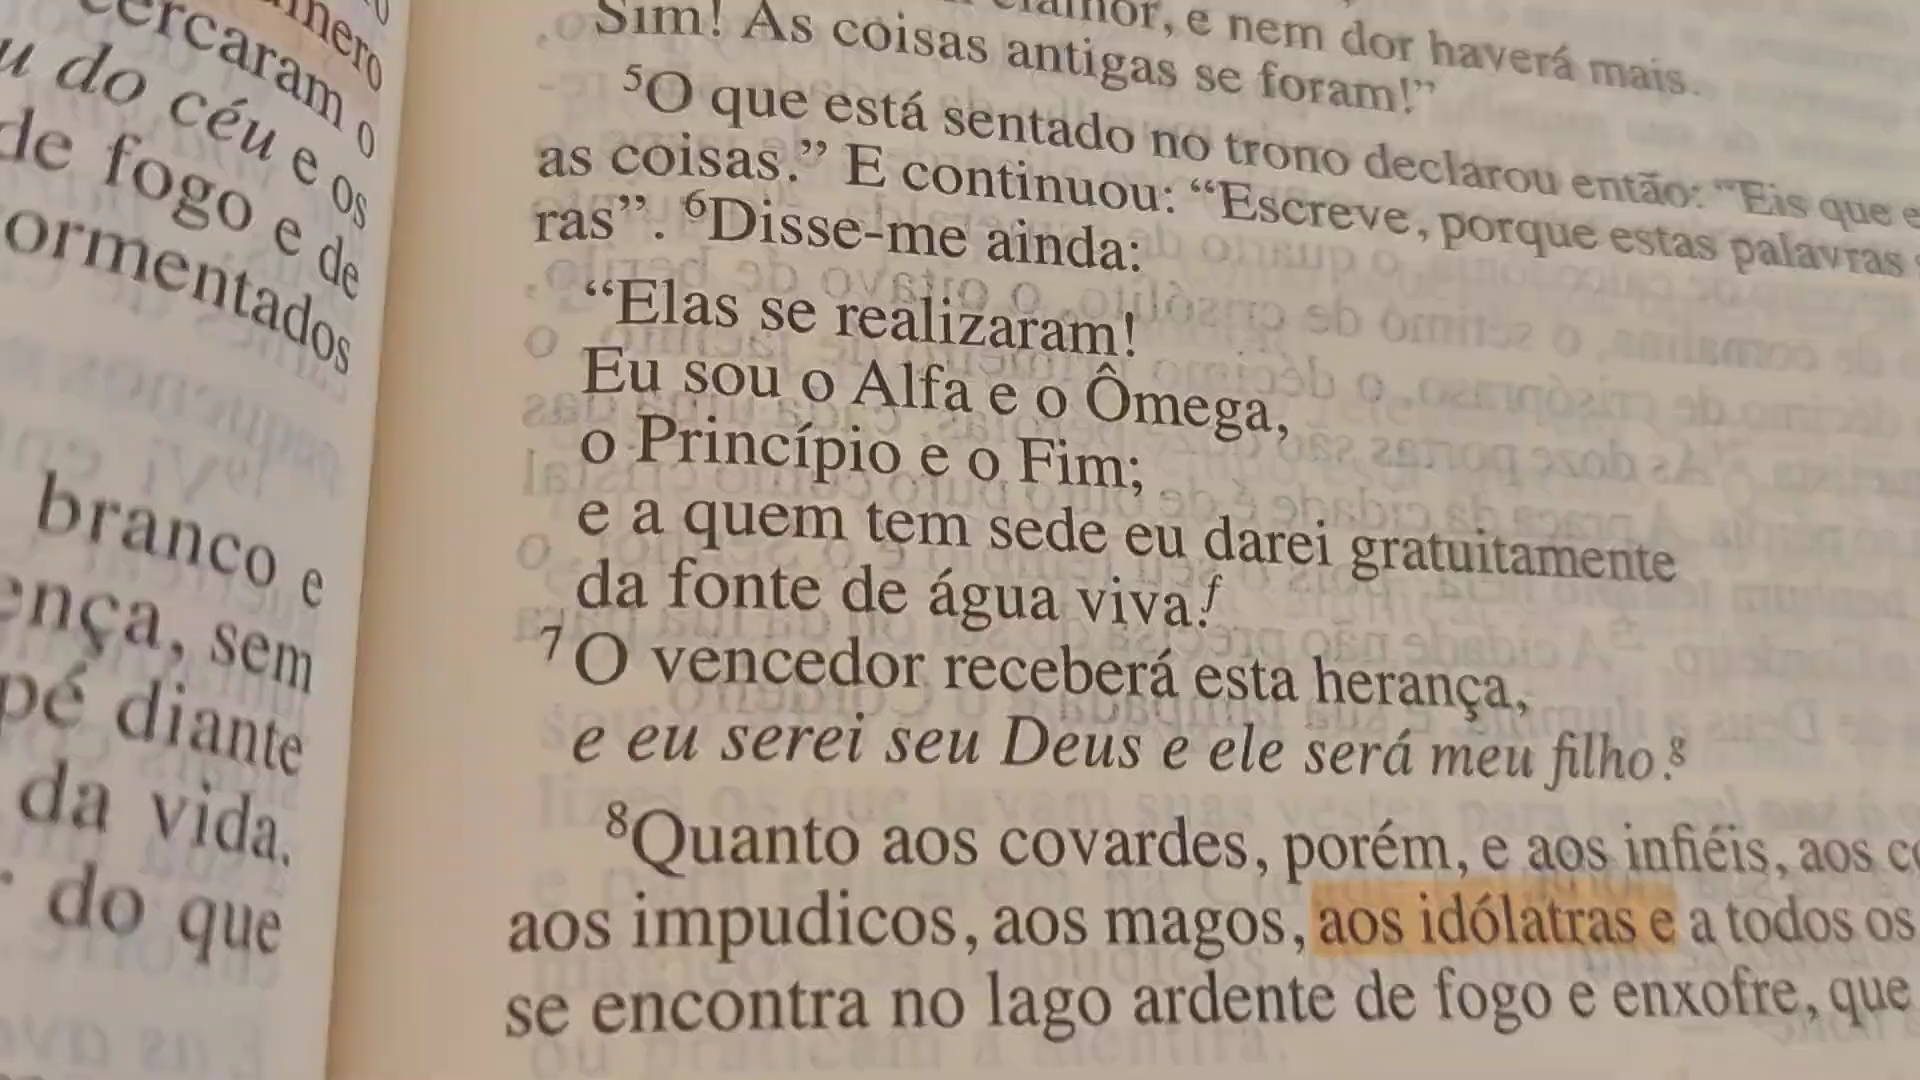 cercaram o
do céu e os
de fogo e de
ormentados
branco e
ença, sem
pé diante
da vida.
do que
, e nem dor haverá mais.
Sim! As coisas antigas se foram!”
⁵O que está sentado no trono declarou então: “Eis que
as coisas.” E continuou: “Escreve, porque estas palavras
ras”. ⁶Disse-me ainda:
“Elas se realizaram!
Eu sou o Alfa e o Ômega,
o Princípio e o Fim;
e a quem tem sede eu darei gratuitamente
da fonte de água viva.f
⁷O vencedor receberá esta herança,
e eu serei seu Deus e ele será meu filho.g
⁸Quanto aos covardes, porém, e aos infiéis, aos
aos impudicos, aos magos, aos idólatras e a todos os
se encontra no lago ardente de fogo e enxofre, que